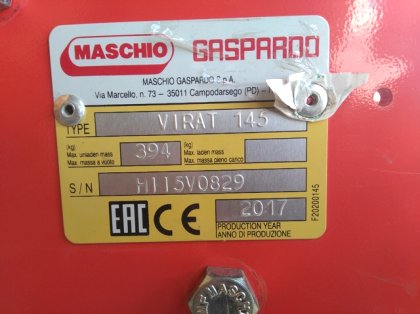 MASCHIO GASPARDO
MASCHIO GASPARDO S.p.A.
Via Marcello, n. 73 – 35011 Campodarsego (PD) –
TYPE VIRAT 145
(kg)
Max. unladen mass
Max. massa a vuoto
394
(kg)
Max. laden mass
Max. massa pieno carico
S/N M115V0829
EAC CE 2017
PRODUCTION YEAR
ANNO DI PRODUZIONE
F20200145